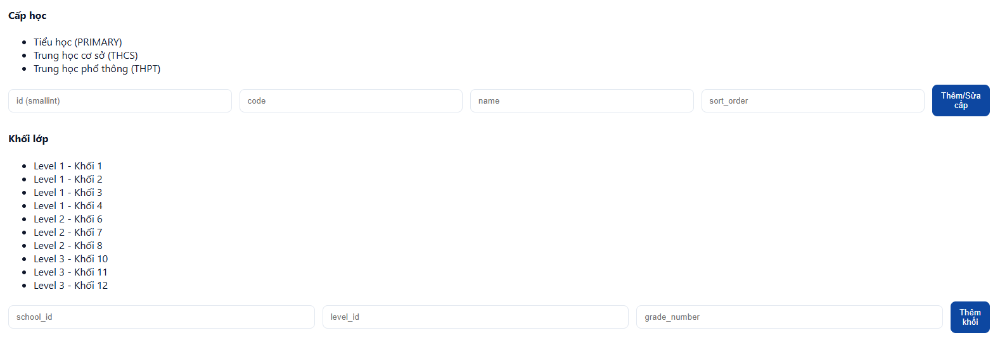 Cấp học
Tiểu học (PRIMARY)
Trung học cơ sở (THCS)
Trung học phổ thông (THPT)
id (smallint) code name sort_order Thêm/Sửa
cấp
Khối lớp
Level 1 - Khối 1
Level 1 - Khối 2
Level 1 - Khối 3
Level 1 - Khối 4
Level 2 - Khối 6
Level 2 - Khối 7
Level 2 - Khối 8
Level 3 - Khối 10
Level 3 - Khối 11
Level 3 - Khối 12
school_id level_id grade_number Thêm
khối